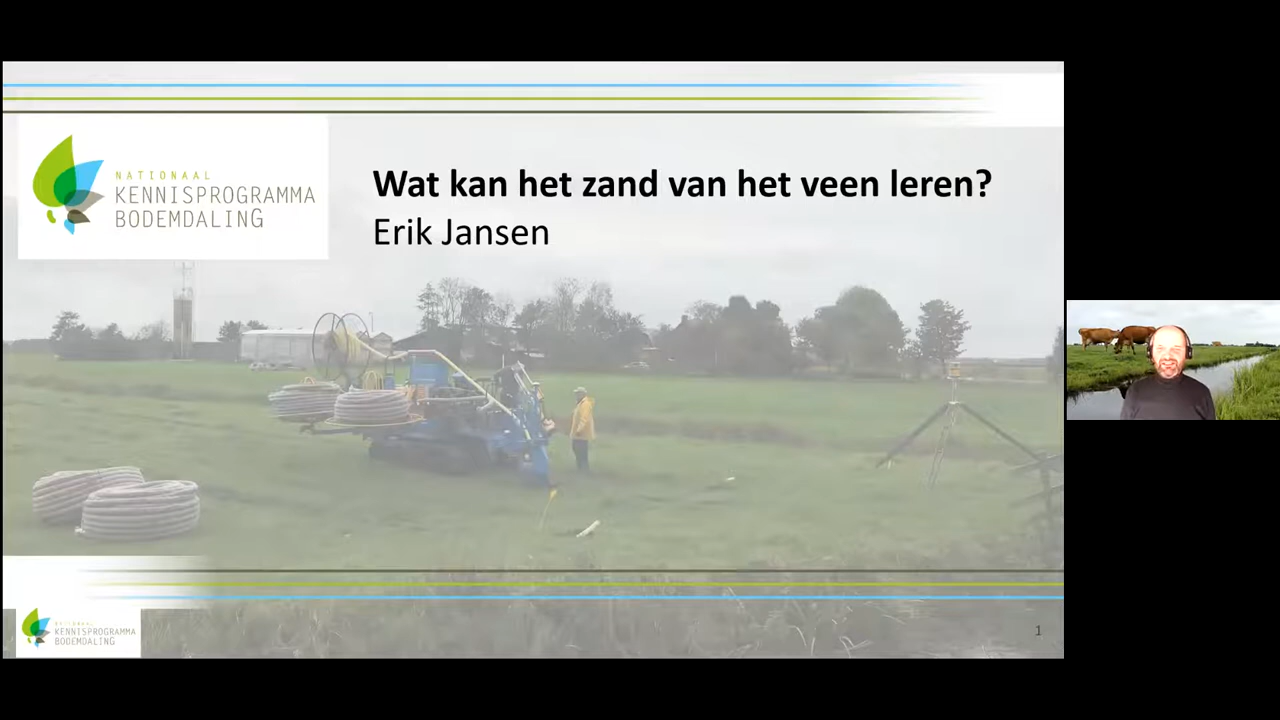 NATIONAAL
KENNISPROGRAMMA
BODEMDALING
Wat kan het zand van het veen leren?
Erik Jansen
NATIONAAL
KENNISPROGRAMMA
BODEMDALING
1